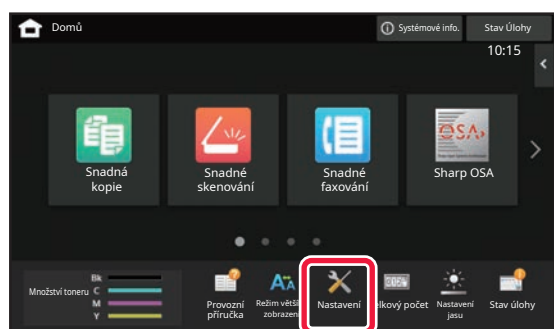 Domů
Systémové info.
Stav Úlohy
10:15
Snadná
kopie
Snadné
skenování
Snadné
faxování
OSA
Sharp OSA
Množství toneru
Bk
C
M
Y
Provozní
příručka
Režim větší
zobrazen
Nastavení
lkový počet
Nastavení
jasu
Stav úlohy